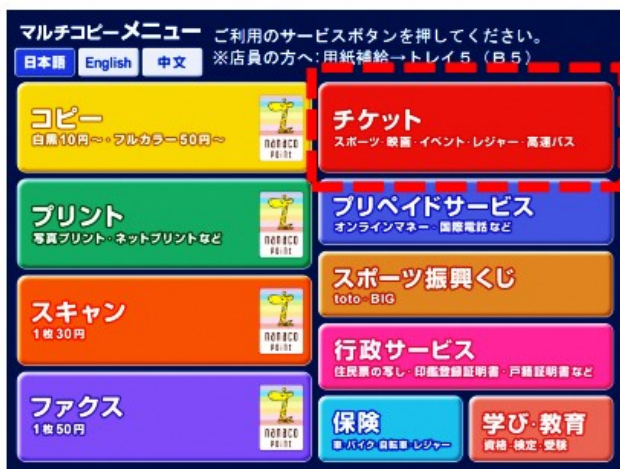 マルチコピーメニュー
ご利用のサービスボタンを押してください。
日本語 English 中文
※店員の方へ:用紙補給→トレイ5（B5）
コピー
白黒10円～・フルカラー50円～
nanaco
POINT
チケット
スポーツ・映画・イベント・レジャー・高速バス
プリント
写真プリント・ネットプリントなど
nanaco
POINT
プリペイドサービス
オンラインマネー・国際電話など
スキャン
1枚30円
nanaco
POINT
スポーツ振興くじ
toto・BIG
行政サービス
住民票の写し・印鑑登録証明書・戸籍証明書など
ファクス
1枚50円
nanaco
POINT
保険
車・バイク・自転車・レジャー
学び・教育
資格・検定・受験